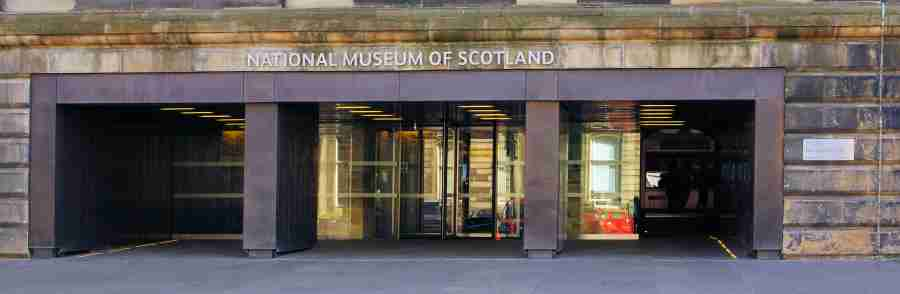 NATIONAL MUSEUM OF SCOTLAND